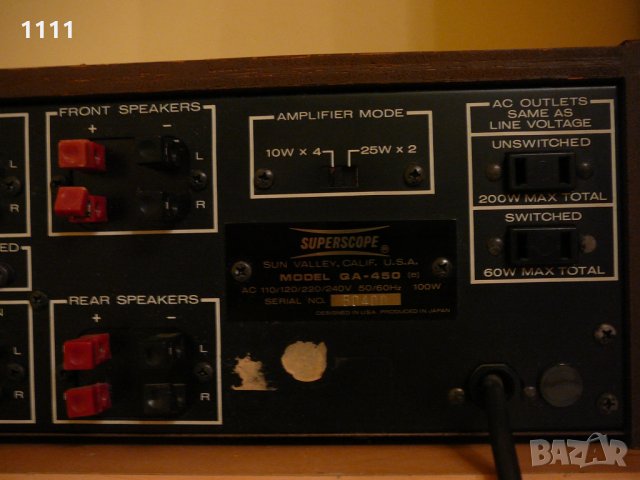 1111
FRONT SPEAKERS
+ -
L
R
L
R
AMPLIFIER MODE
10W x 4 25W x 2
AC OUTLETS
SAME AS
LINE VOLTAGE
UNSWITCHED
200W MAX TOTAL
SWITCHED
60W MAX TOTAL
ED
SUPERSCOPE ®
SUN VALLEY, CALIF. U.S.A.
MODEL QA-450 (e)
AC 110/120/220/240V 50/60Hz 100W
SERIAL NO.
DESIGNED IN U.S.A. PRODUCED IN JAPAN
N
REAR SPEAKERS
+ -
L
R
L
R
BAZAR